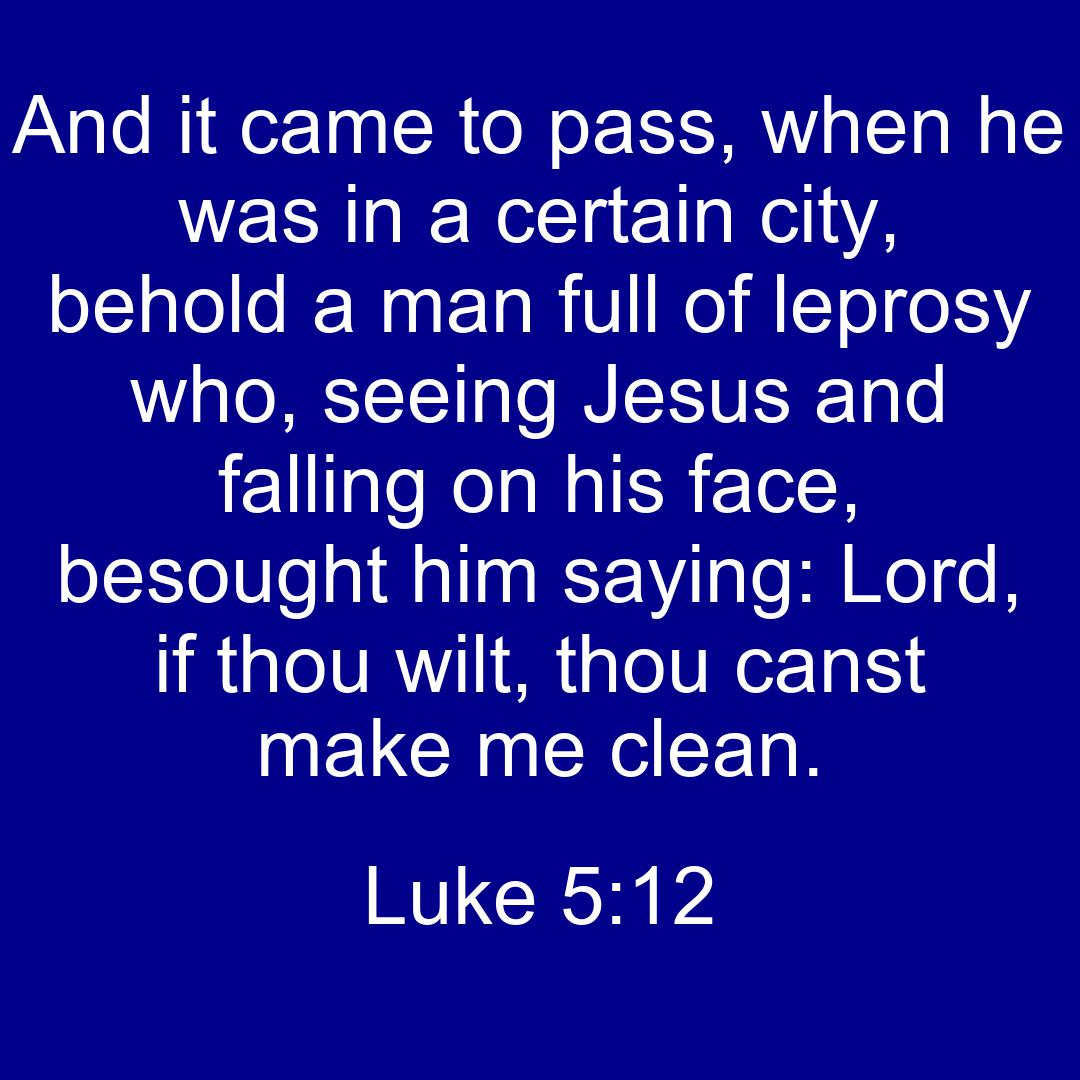 And it came to pass, when he
was in a certain city,
behold a man full of leprosy
who, seeing Jesus and
falling on his face,
besought him saying: Lord,
if thou wilt, thou canst
make me clean.
Luke 5:12